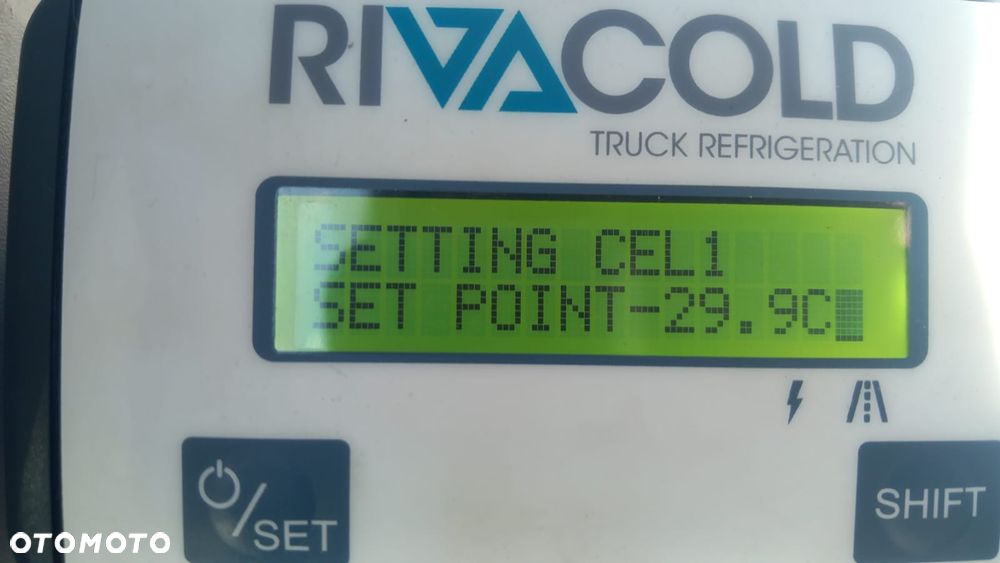 RIVACOLD
TRUCK REFRIGERATION
SETTING CEL1
SET POINT-29.9C
/SET
SHIFT
OTOMOTO